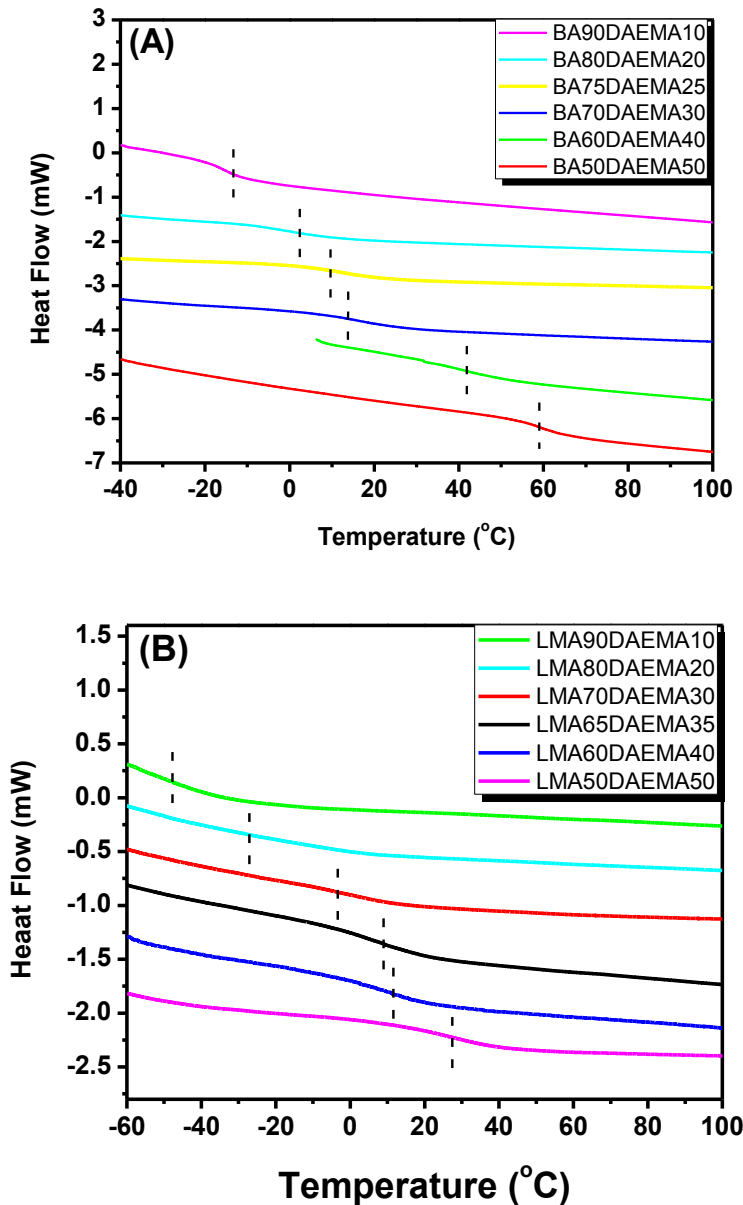 (A)
BA90DAEMA10
BA80DAEMA20
BA75DAEMA25
BA70DAEMA30
BA60DAEMA40
BA50DAEMA50
3
2
1
0
-1
-2
-3
-4
-5
-6
-7
Heat Flow (mW)
-40 -20 0 20 40 60 80 100
Temperature (°C)
(B)
LMA90DAEMA10
LMA80DAEMA20
LMA70DAEMA30
LMA65DAEMA35
LMA60DAEMA40
LMA50DAEMA50
1.5
1.0
0.5
0.0
-0.5
-1.0
-1.5
-2.0
-2.5
Heaat Flow (mW)
-60 -40 -20 0 20 40 60 80 100
Temperature (°C)